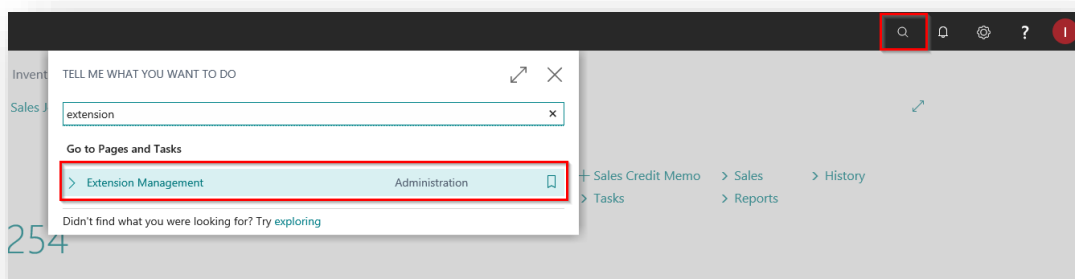 ?
I
Invent
TELL ME WHAT YOU WANT TO DO
Sales J
extension
Go to Pages and Tasks
Extension Management Administration
+ Sales Credit Memo > Sales > History
> Tasks > Reports
Didn't find what you were looking for? Try exploring
254